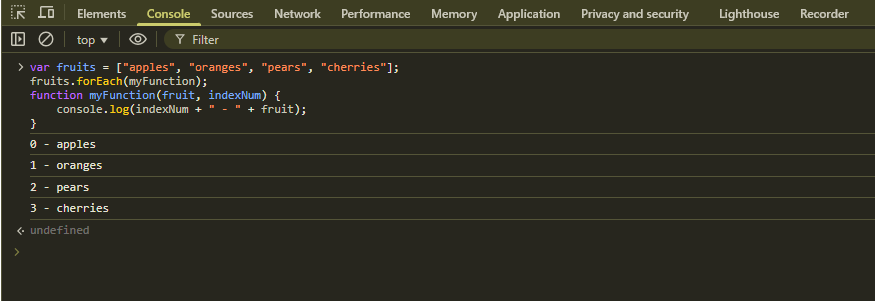 Elements Console Sources Network Performance Memory Application Privacy and security Lighthouse Recorder
top Filter
var fruits = ["apples", "oranges", "pears", "cherries"];
fruits.forEach(myFunction);
function myFunction(fruit, indexNum) {
    console.log(indexNum + " - " + fruit);
}
0 - apples
1 - oranges
2 - pears
3 - cherries
undefined